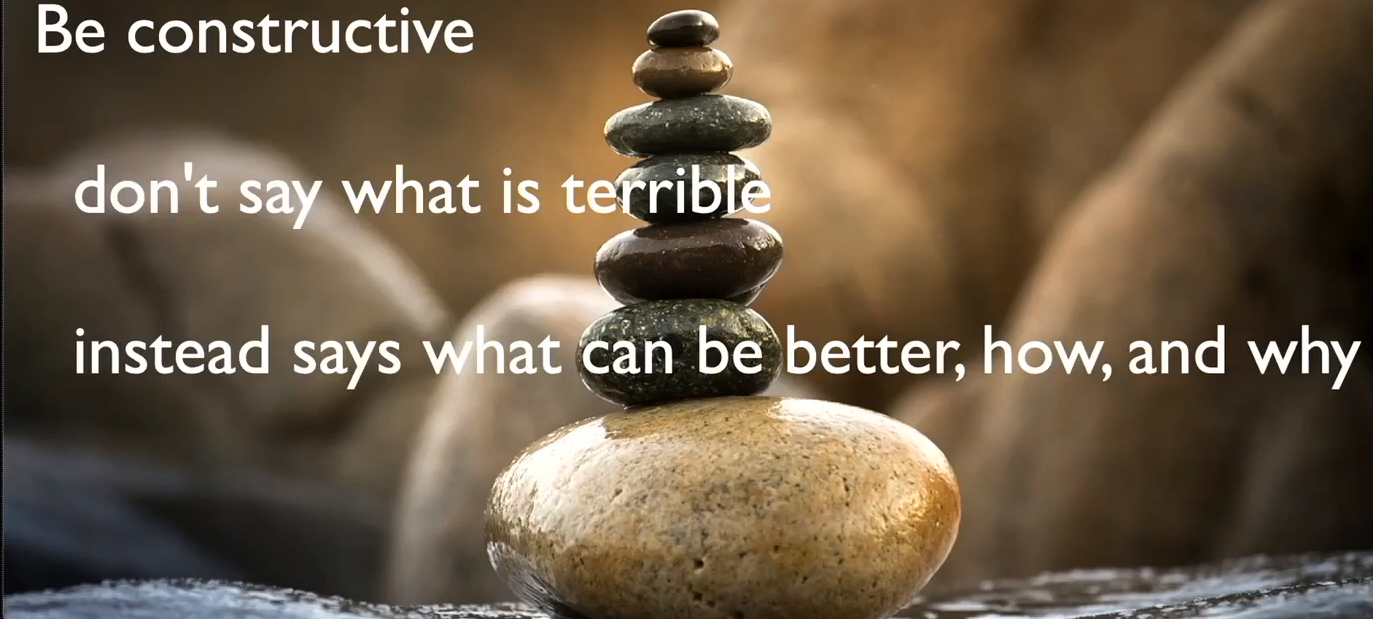 Be constructive
don't say what is terrible
instead says what can be better, how, and why